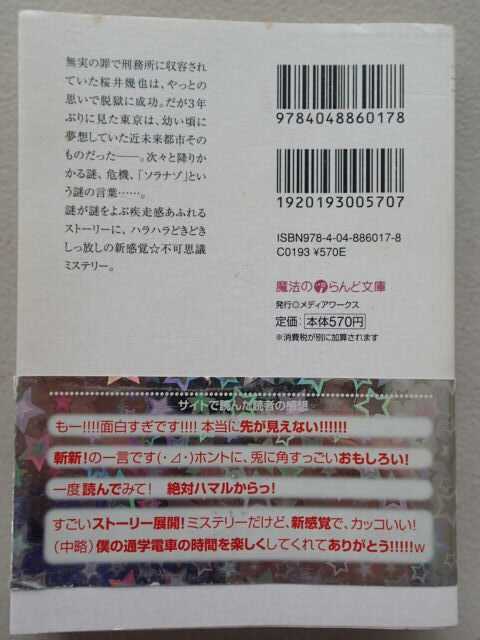 無実の罪で刑務所に収容され
ていた桜井幾也は、やっとの
思いで脱獄に成功。だが3年
ぶりに見た東京は、幼い頃に
夢想していた近未来都市その
ものだった――。次々と降りか
かる謎、危機、「ソラナゾ」とい
う謎の言葉……。
謎が謎をよぶ疾走感あふれる
ストーリーに、ハラハラどきどき
しっ放しの新感覚☆不可思議
ミステリー。
9784048860178
1920193005707
ISBN978-4-04-886017-8
C0193 ¥570E
魔法のiらんど文庫
発行◎メディアワークス
定価：本体570円
※消費税が別に加算されます
サイトで読んだ読者の感想
もー!!!!面白すぎです!!!! 本当に先が見えない!!!!!!
斬新!の一言です(・⊿・)ホントに、兎に角すっごいおもしろい!
一度読んでみて! 絶対ハマルからっ!
すごいストーリー展開!ミステリーだけど、新感覚で、カッコいい!
(中略)僕の通学電車の時間を楽しくしてくれてありがとう!!!!!w